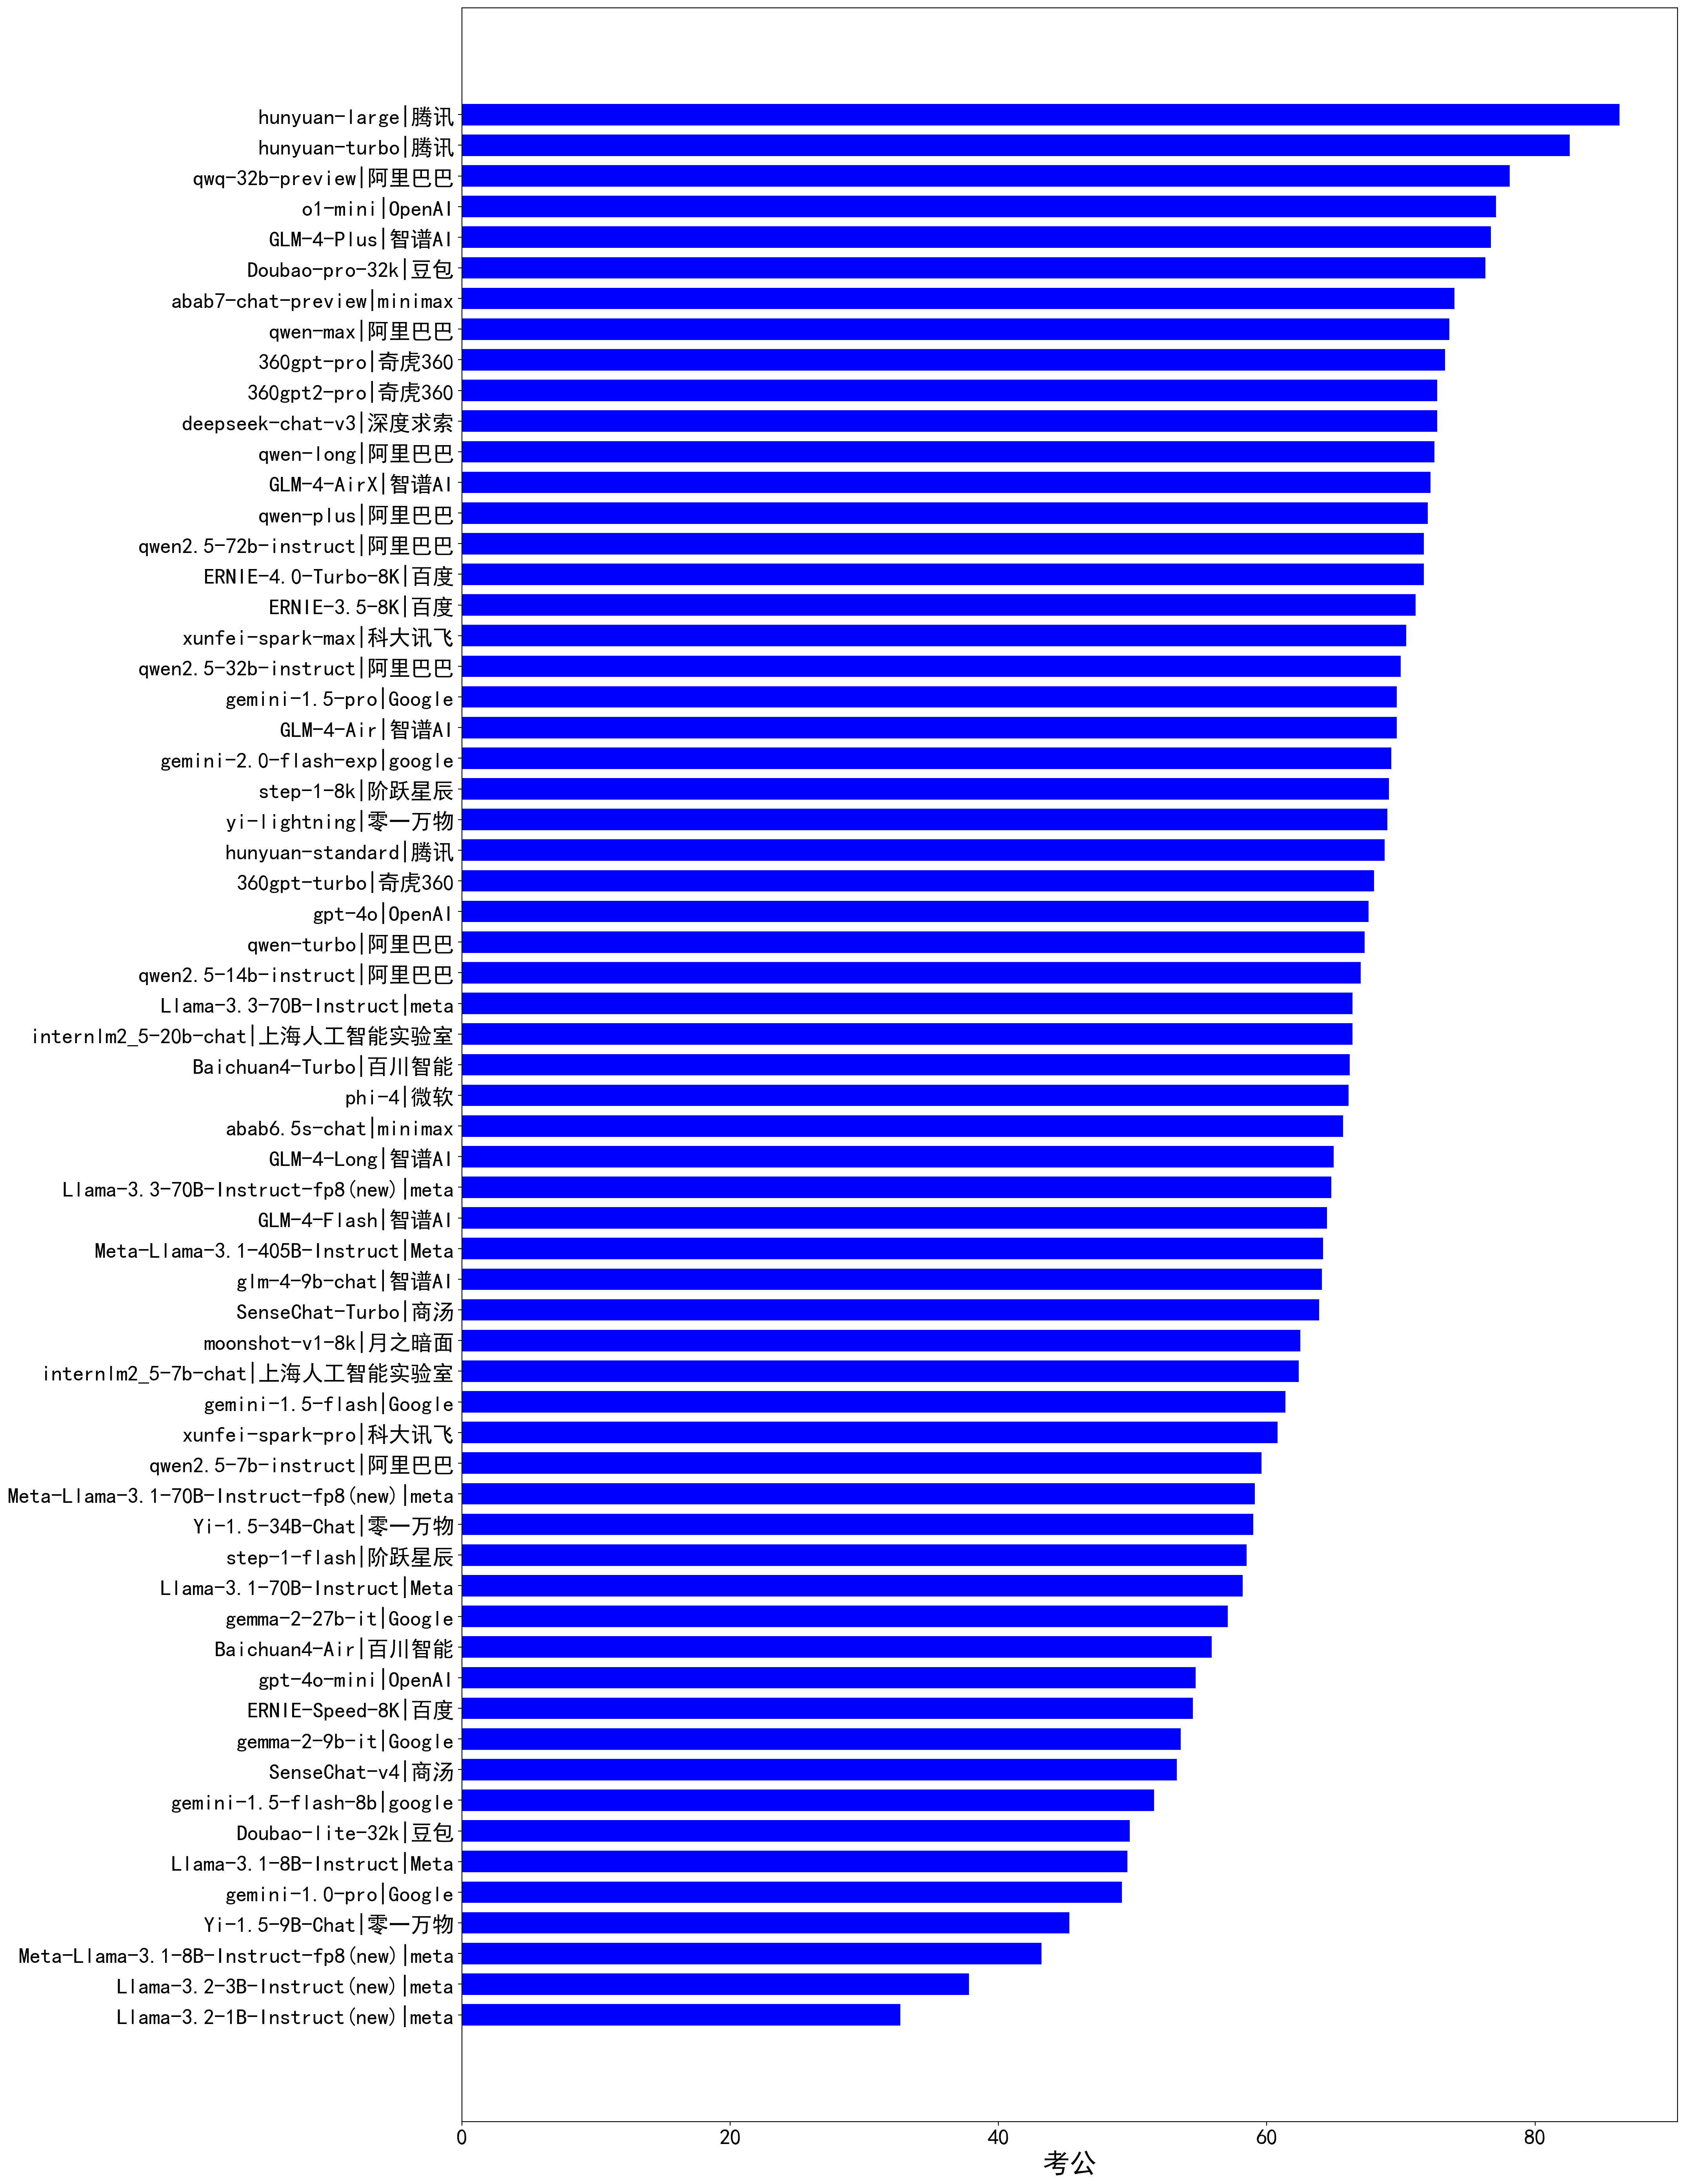 hunyuan-large|腾讯
hunyuan-turbo|腾讯
qwq-32b-preview|阿里巴巴
o1-mini|OpenAI
GLM-4-Plus|智谱AI
Doubao-pro-32k|豆包
abab7-chat-preview|minimax
qwen-max|阿里巴巴
360gpt-pro|奇虎360
360gpt2-pro|奇虎360
deepseek-chat-v3|深度求索
qwen-long|阿里巴巴
GLM-4-AirX|智谱AI
qwen-plus|阿里巴巴
qwen2.5-72b-instruct|阿里巴巴
ERNIE-4.0-Turbo-8K|百度
ERNIE-3.5-8K|百度
xunfei-spark-max|科大讯飞
qwen2.5-32b-instruct|阿里巴巴
gemini-1.5-pro|Google
GLM-4-Air|智谱AI
gemini-2.0-flash-exp|google
step-1-8k|阶跃星辰
yi-lightning|零一万物
hunyuan-standard|腾讯
360gpt-turbo|奇虎360
gpt-4o|OpenAI
qwen-turbo|阿里巴巴
qwen2.5-14b-instruct|阿里巴巴
Llama-3.3-70B-Instruct|meta
internlm2_5-20b-chat|上海人工智能实验室
Baichuan4-Turbo|百川智能
phi-4|微软
abab6.5s-chat|minimax
GLM-4-Long|智谱AI
Llama-3.3-70B-Instruct-fp8(new)|meta
GLM-4-Flash|智谱AI
Meta-Llama-3.1-405B-Instruct|Meta
glm-4-9b-chat|智谱AI
SenseChat-Turbo|商汤
moonshot-v1-8k|月之暗面
internlm2_5-7b-chat|上海人工智能实验室
gemini-1.5-flash|Google
xunfei-spark-pro|科大讯飞
qwen2.5-7b-instruct|阿里巴巴
Meta-Llama-3.1-70B-Instruct-fp8(new)|meta
Yi-1.5-34B-Chat|零一万物
step-1-flash|阶跃星辰
Llama-3.1-70B-Instruct|Meta
gemma-2-27b-it|Google
Baichuan4-Air|百川智能
gpt-4o-mini|OpenAI
ERNIE-Speed-8K|百度
gemma-2-9b-it|Google
SenseChat-v4|商汤
gemini-1.5-flash-8b|google
Doubao-lite-32k|豆包
Llama-3.1-8B-Instruct|Meta
gemini-1.0-pro|Google
Yi-1.5-9B-Chat|零一万物
Meta-Llama-3.1-8B-Instruct-fp8(new)|meta
Llama-3.2-3B-Instruct(new)|meta
Llama-3.2-1B-Instruct(new)|meta
0 20 40 60 80
考公